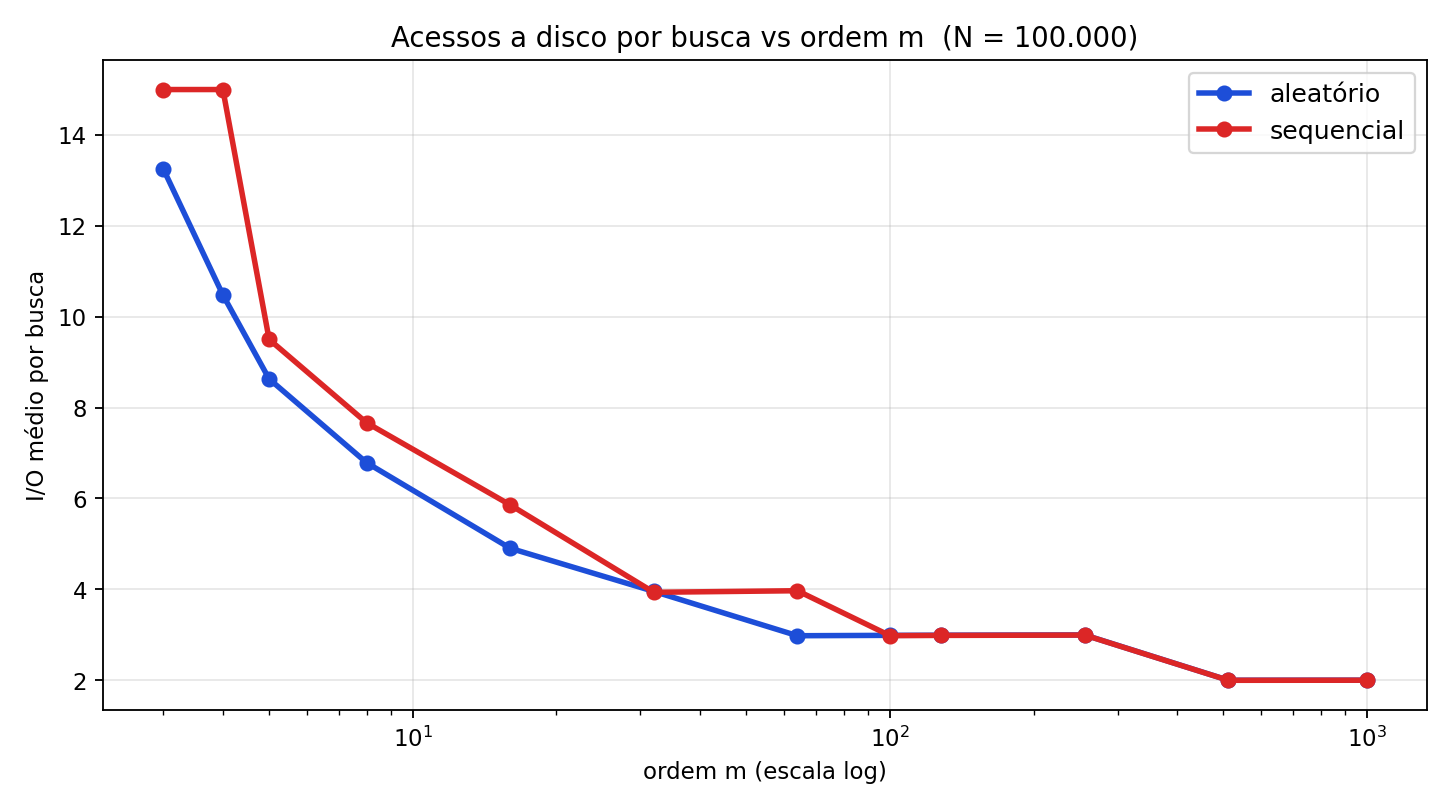 Acessos a disco por busca vs ordem m  (N = 100.000)
aleatório
sequencial
I/O médio por busca
14
12
10
8
6
4
2
10¹
10²
10³
ordem m (escala log)